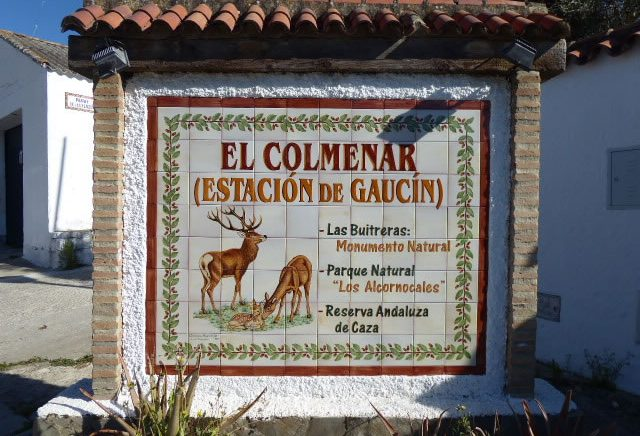 EL COLMENAR
(ESTACIÓN DE GAUCÍN)
- Las Buitreras:
Monumento Natural
- Parque Natural
"Los Alcornocales"
- Reserva Andaluza
de Caza